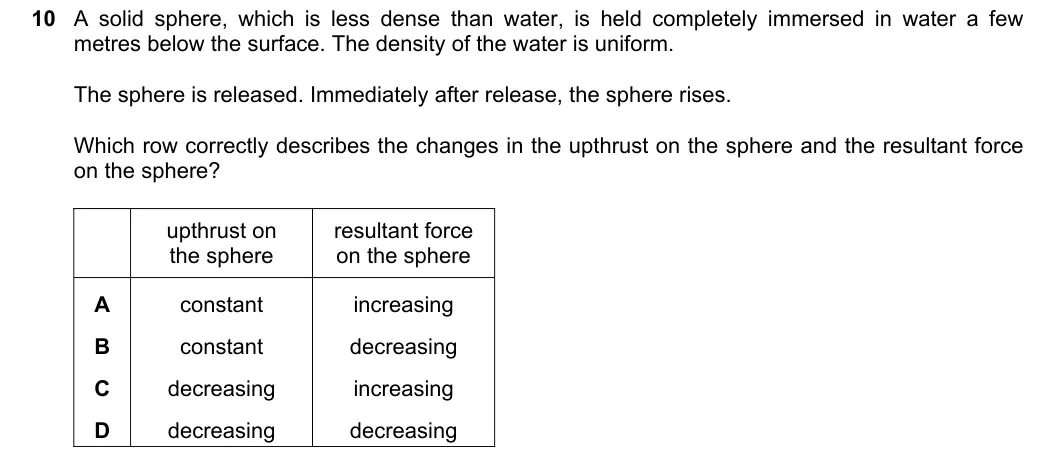 10 A solid sphere, which is less dense than water, is held completely immersed in water a few
metres below the surface. The density of the water is uniform.
The sphere is released. Immediately after release, the sphere rises.
Which row correctly describes the changes in the upthrust on the sphere and the resultant force
on the sphere?
upthrust on resultant force
the sphere on the sphere
A constant increasing
B constant decreasing
C decreasing increasing
D decreasing decreasing